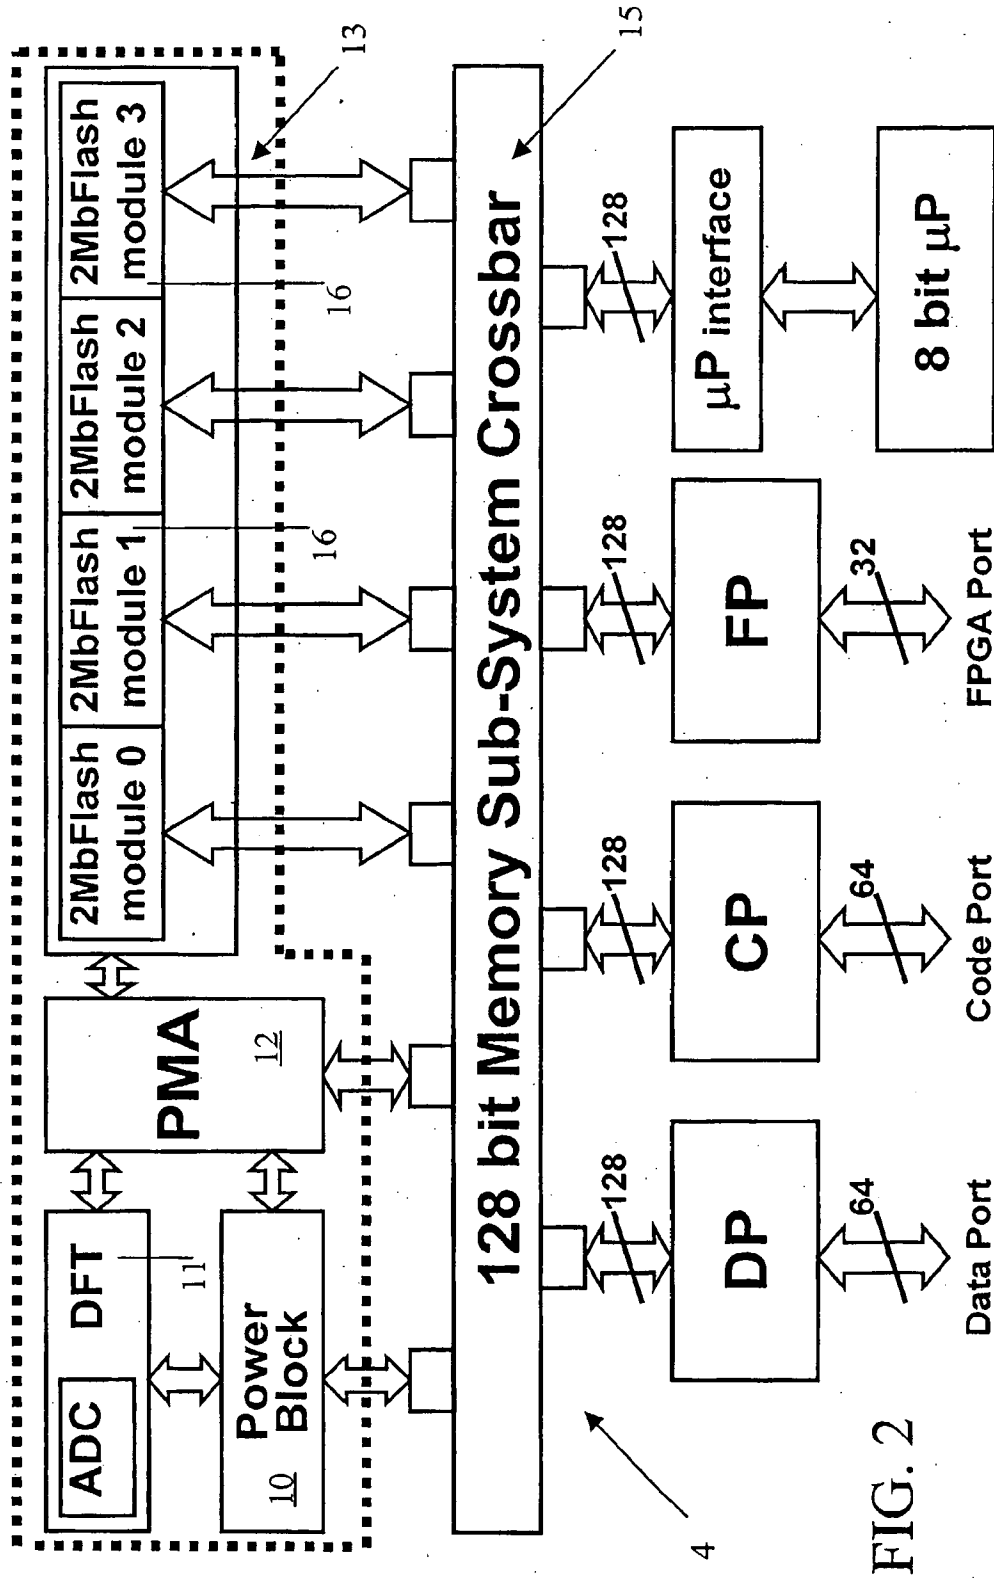 ADC
DFT
11
Power
Block
10
PMA
12
2MbFlash
module 0
2MbFlash
module 1
2MbFlash
module 2
2MbFlash
module 3
16
16
13
128 bit Memory Sub-System Crossbar
15
128
128
128
128
DP
CP
FP
µP interface
64
64
32
8 bit µP
Data Port
Code Port
FPGA Port
4
FIG. 2